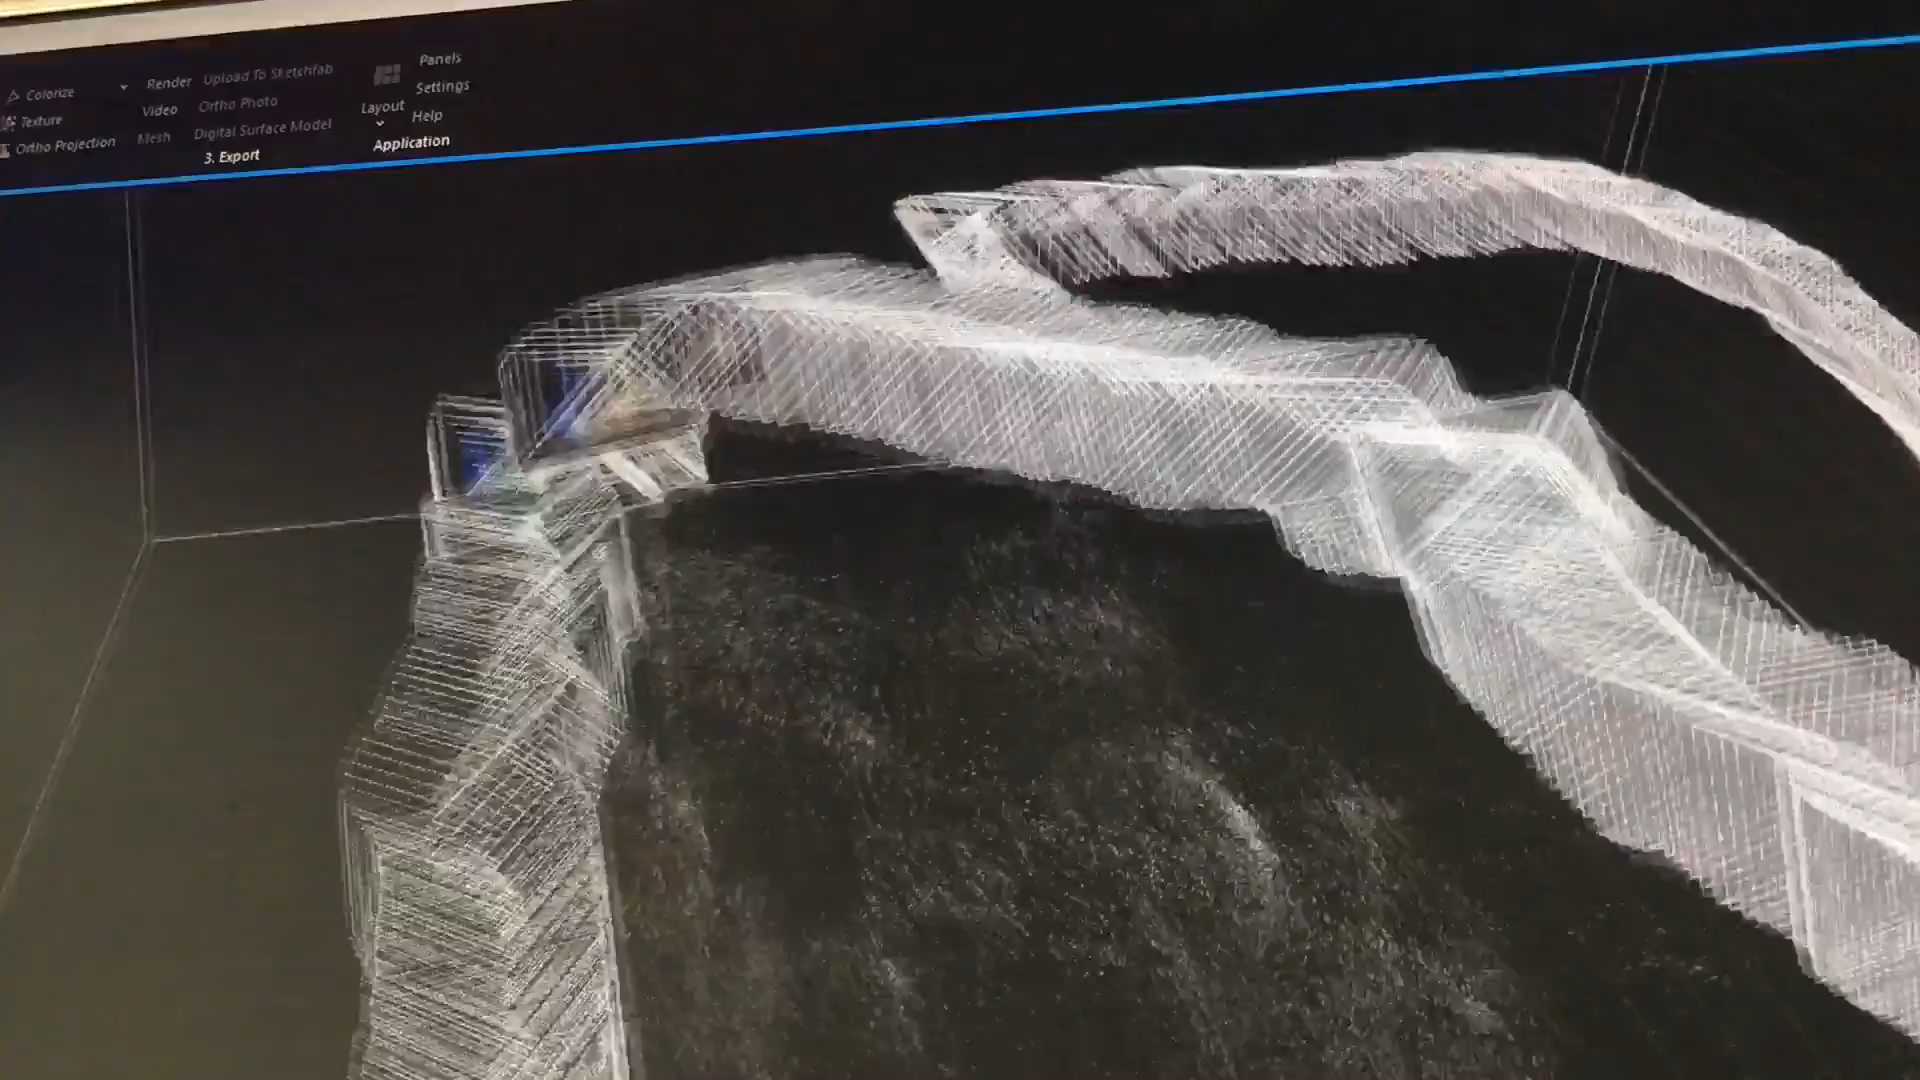 Colorize
Texture
Ortho Projection
Render
Video
Mesh
Upload To Sketchfab
Ortho Photo
Digital Surface Model
3. Export
Layout
Panels
Settings
Help
Application